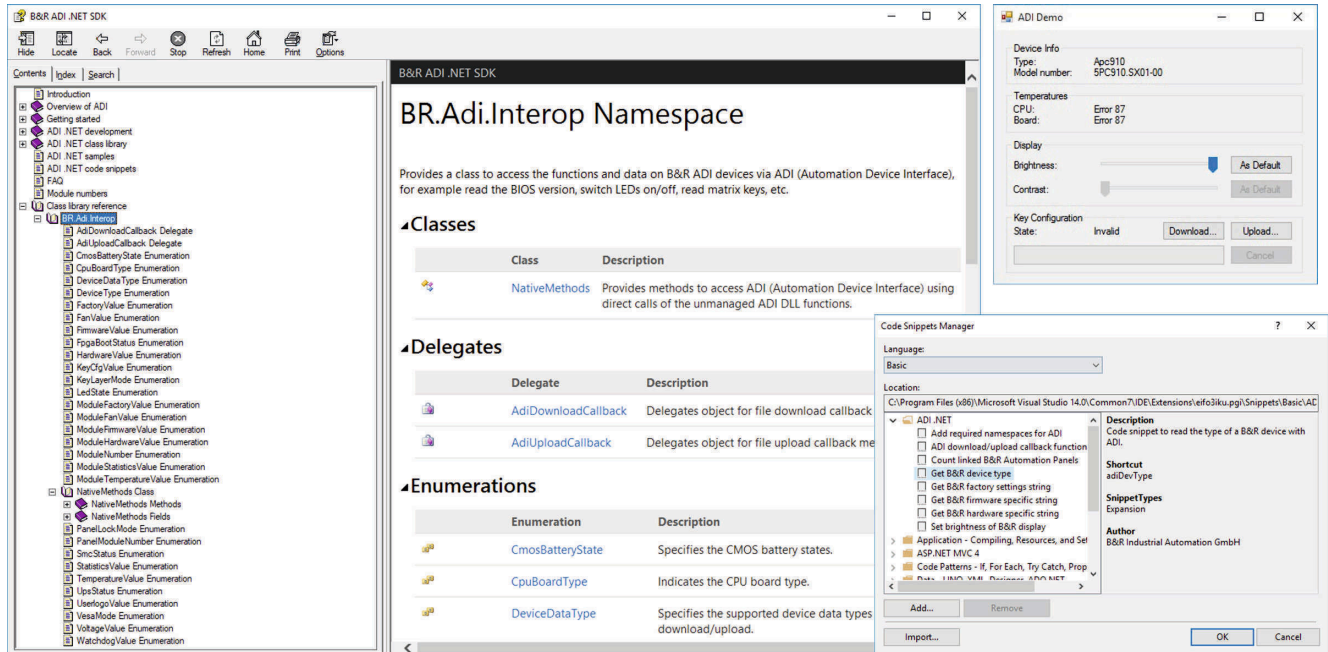 B&R ADI .NET SDK
Hide Locate Back Forward Stop Refresh Home Print Options
Contents Index Search
Introduction
Overview of ADI
Getting started
ADI .NET development
ADI .NET class library
ADI .NET samples
ADI .NET code snippets
FAQ
Module numbers
Class library reference
BR.Adi.Interop
AdiDownloadCallback Delegate
AdiUploadCallback Delegate
CmosBatteryState Enumeration
CpuBoardType Enumeration
DeviceDataType Enumeration
DeviceType Enumeration
FactoryValue Enumeration
FanValue Enumeration
FirmwareValue Enumeration
FpgaBootStatus Enumeration
HardwareValue Enumeration
KeyCfgValue Enumeration
KeyLayerMode Enumeration
LedState Enumeration
ModuleFactoryValue Enumeration
ModuleFanValue Enumeration
ModuleFirmwareValue Enumeration
ModuleHardwareValue Enumeration
ModuleNumber Enumeration
ModuleStatisticsValue Enumeration
ModuleTemperatureValue Enumeration
NativeMethods Class
NativeMethods Methods
NativeMethods Fields
PanelLockMode Enumeration
PanelModuleNumber Enumeration
SmcStatus Enumeration
StatisticsValue Enumeration
TemperatureValue Enumeration
UpsStatus Enumeration
UserlogoValue Enumeration
VesaMode Enumeration
VoltageValue Enumeration
WatchdogValue Enumeration
B&R ADI .NET SDK
BR.Adi.Interop Namespace
Provides a class to access the functions and data on B&R ADI devices via ADI (Automation Device Interface),
for example read the BIOS version, switch LEDs on/off, read matrix keys, etc.
Classes
Class Description
NativeMethods Provides methods to access ADI (Automation Device Interface) using
direct calls of the unmanaged ADI DLL functions.
Delegates
Delegate Description
AdiDownloadCallback Delegates object for file download callback
AdiUploadCallback Delegates object for file upload callback me
Enumerations
Enumeration Description
CmosBatteryState Specifies the CMOS battery states.
CpuBoardType Indicates the CPU board type.
DeviceDataType Specifies the supported device data types
download/upload.
ADI Demo
Device Info
Type: Apc910
Model number: 5PC910.SX01-00
Temperatures
CPU: Error 87
Board: Error 87
Display
Brightness: As Default
Contrast: As Default
Key Configuration
State: Invalid Download... Upload...
Cancel
Code Snippets Manager
Language:
Basic
Location:
C:\Program Files (x86)\Microsoft Visual Studio 14.0\Common7\IDE\Extensions\eifo3iku.pgi\Snippets\Basic\AD
ADI .NET
Add required namespaces for ADI
ADI download/upload callback function
Count linked B&R Automation Panels
Get B&R device type
Get B&R factory settings string
Get B&R firmware specific string
Get B&R hardware specific string
Set brightness of B&R display
Application - Compiling, Resources, and Set
ASP.NET MVC 4
Code Patterns - If, For Each, Try Catch, Prop
Data - LINQ, XML, Designer, ADO.NET
Description
Code snippet to read the type of a B&R device with
ADI.
Shortcut
adiDevType
SnippetTypes
Expansion
Author
B&R Industrial Automation GmbH
Add... Remove
Import... OK Cancel